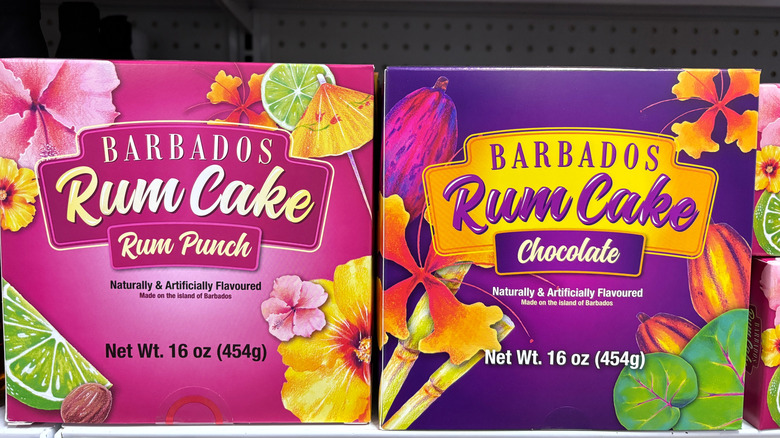 BARBADOS
Rum Cake
Rum Punch
Naturally & Artificially Flavoured
Made on the island of Barbados
Net Wt. 16 oz (454g)
BARBADOS
Rum Cake
Chocolate
Naturally & Artificially Flavoured
Made on the island of Barbados
Net Wt. 16 oz (454g)